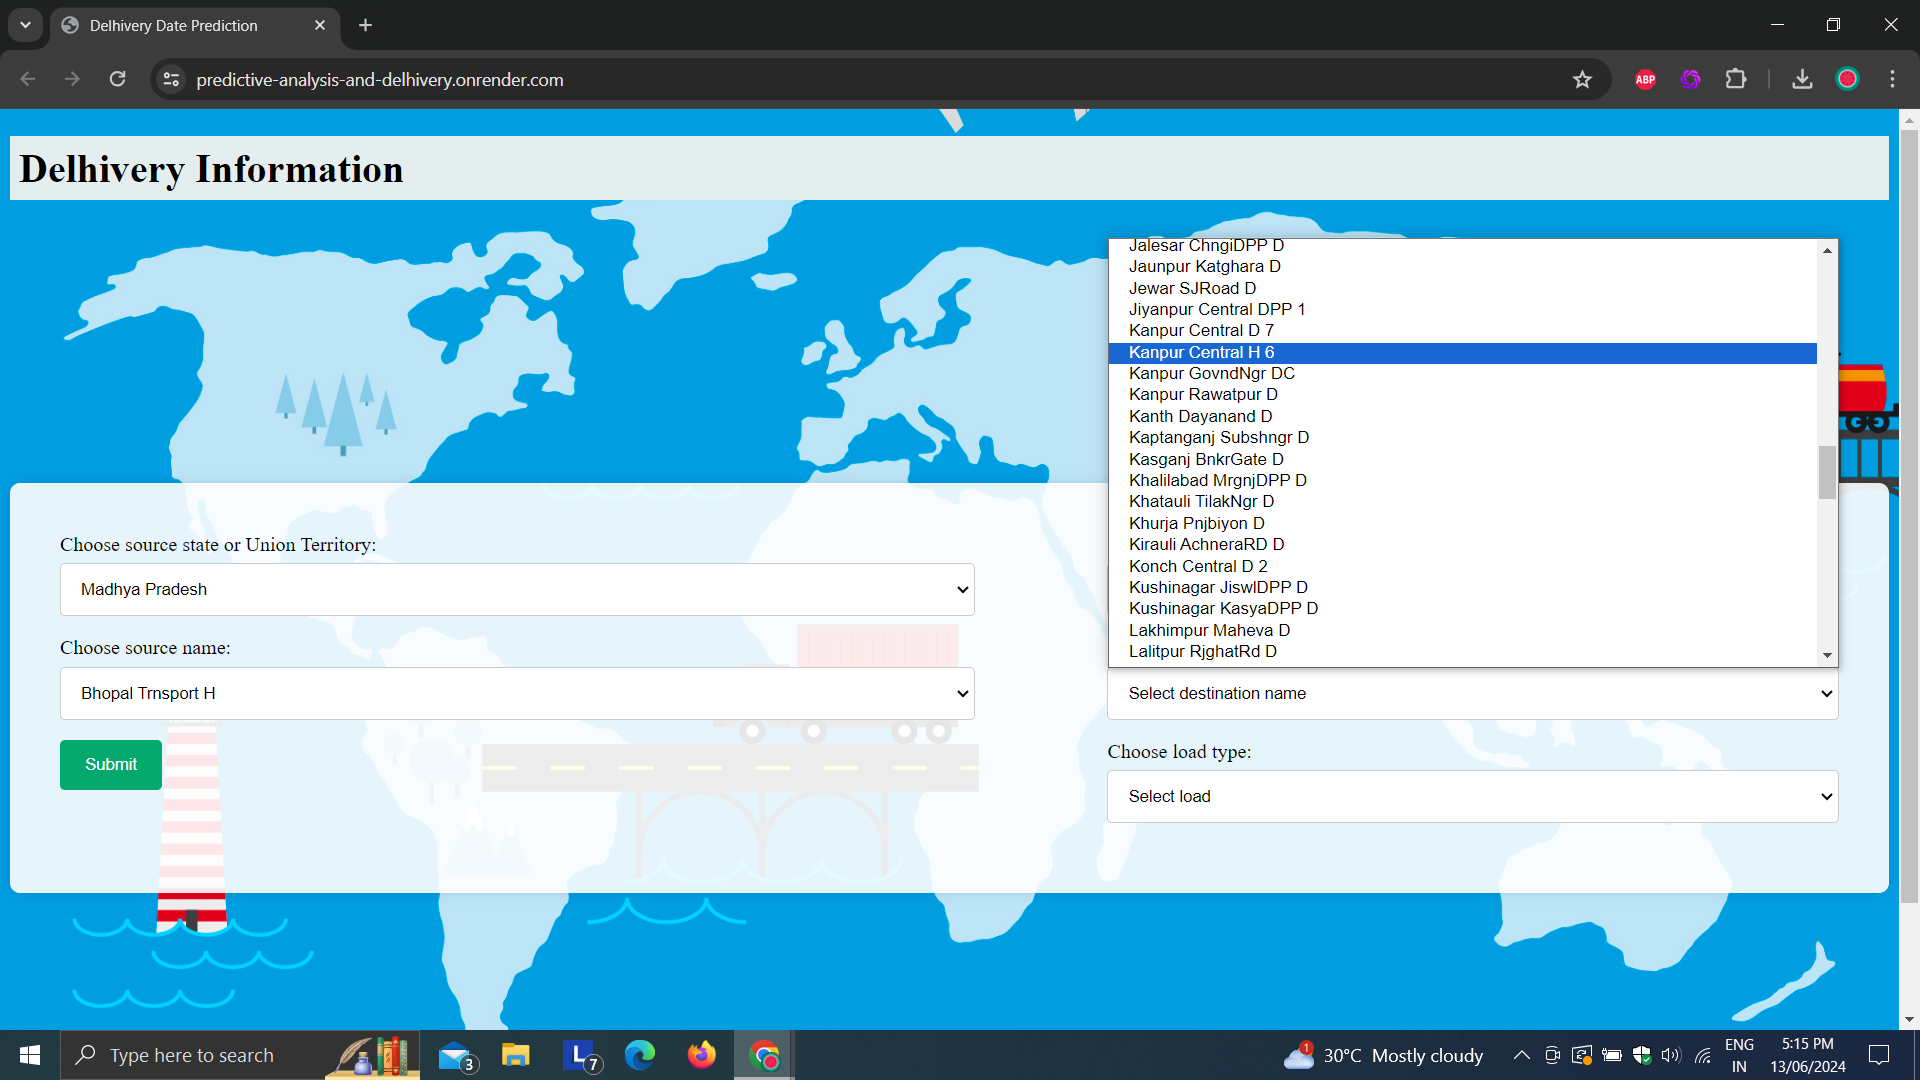 Delhivery Date Prediction
predictive-analysis-and-delhivery.onrender.com
ABP
Delhivery Information
Jalesar ChngiDPP D
Jaunpur Katghara D
Jewar SJRoad D
Jiyanpur Central DPP 1
Kanpur Central D 7
Kanpur Central H 6
Kanpur GovndNgr DC
Kanpur Rawatpur D
Kanth Dayanand D
Kaptanganj Subshngr D
Kasganj BnkrGate D
Khalilabad MrgnjDPP D
Khatauli TilakNgr D
Khurja Pnjbiyon D
Kirauli AchneraRD D
Konch Central D 2
Kushinagar JiswlDPP D
Kushinagar KasyaDPP D
Lakhimpur Maheva D
Lalitpur RjghatRd D
Choose source state or Union Territory:
Madhya Pradesh
Choose source name:
Bhopal Trnsport H
Select destination name
Submit
Choose load type:
Select load
Type here to search
3
L 7
1
30°C Mostly cloudy
ENG
IN
5:15 PM
13/06/2024